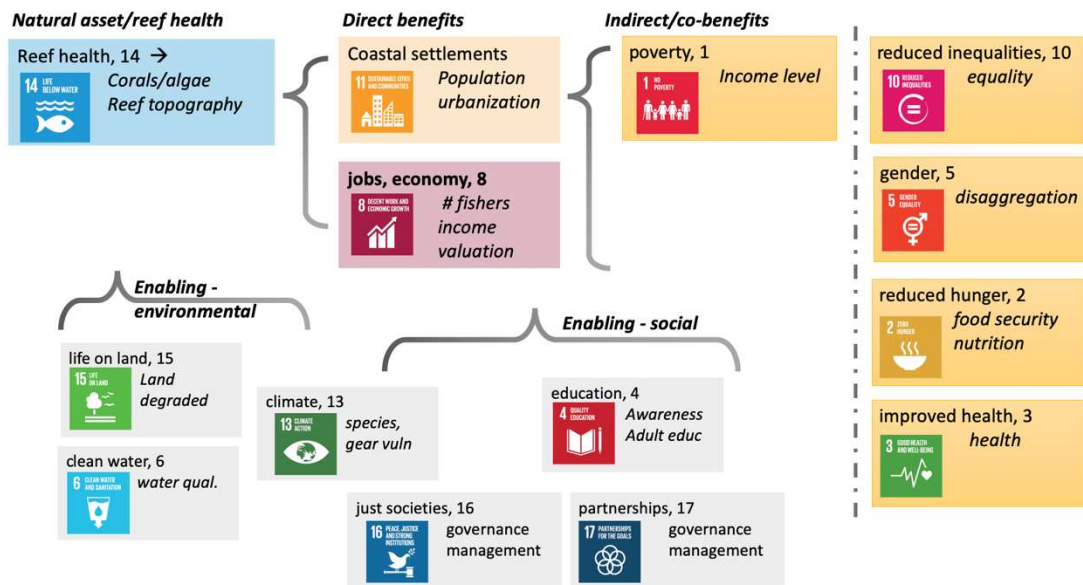 Natural asset/reef health
Direct benefits
Indirect/co-benefits
Reef health, 14 →
Corals/algae
Reef topography
14 LIFE
BELOW WATER
Coastal settlements
Population
urbanization
11 SUSTAINABLE CITIES
AND COMMUNITIES
poverty, 1
Income level
1 NO
POVERTY
reduced inequalities, 10
equality
10 REDUCED
INEQUALITIES
jobs, economy, 8
# fishers
income
valuation
8 DECENT WORK AND
ECONOMIC GROWTH
gender, 5
disaggregation
5 GENDER
EQUALITY
Enabling -
environmental
Enabling - social
reduced hunger, 2
food security
nutrition
2 ZERO
HUNGER
life on land, 15
Land
degraded
15 LIFE
ON LAND
climate, 13
species,
gear vuln
13 CLIMATE
ACTION
education, 4
Awareness
Adult educ
4 QUALITY
EDUCATION
improved health, 3
health
3 GOOD HEALTH
AND WELL-BEING
clean water, 6
water qual.
6 CLEAN WATER
AND SANITATION
just societies, 16
governance
management
16 PEACE, JUSTICE
AND STRONG
INSTITUTIONS
partnerships, 17
governance
management
17 PARTNERSHIPS
FOR THE GOALS